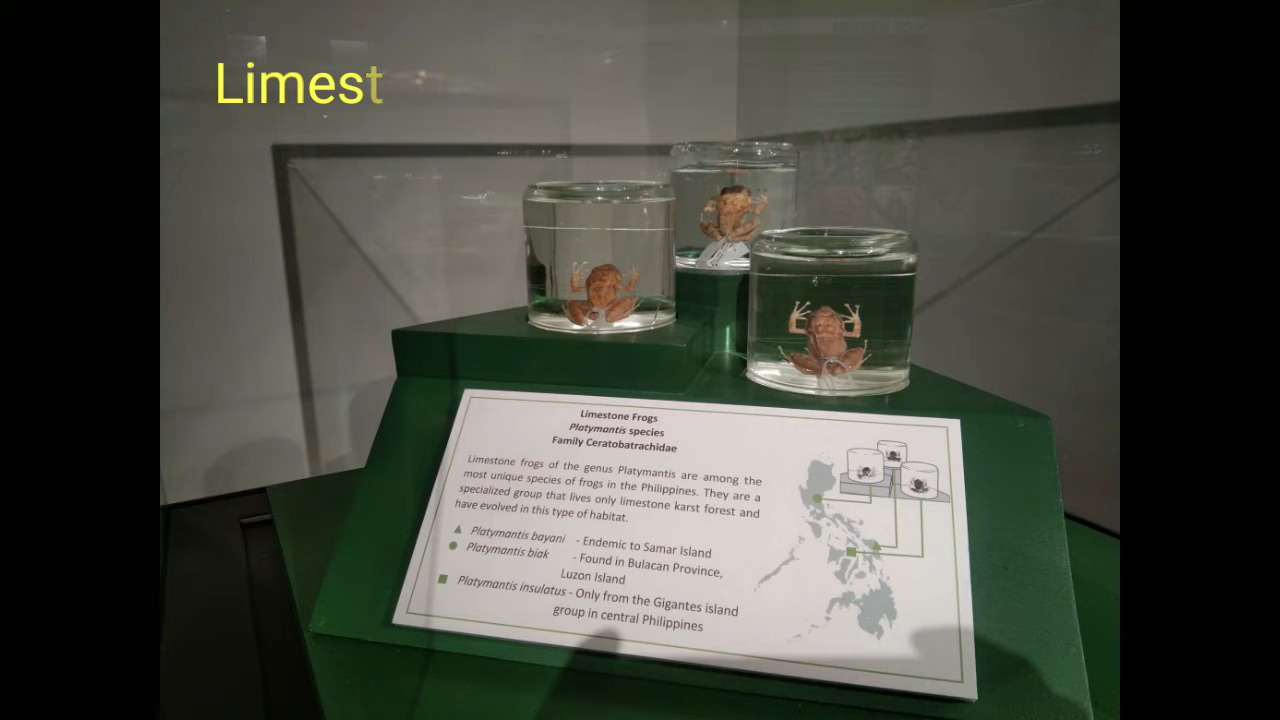 Limest
Limestone Frogs
Platymantis species
Family Ceratobatrachidae
Limestone frogs of the genus Platymantis are among the
most unique species of frogs in the Philippines. They are a
specialized group that lives only limestone karst forest and
have evolved in this type of habitat.
Platymantis bayani - Endemic to Samar Island
Platymantis biak - Found in Bulacan Province,
Luzon Island
Platymantis insulatus - Only from the Gigantes island
group in central Philippines